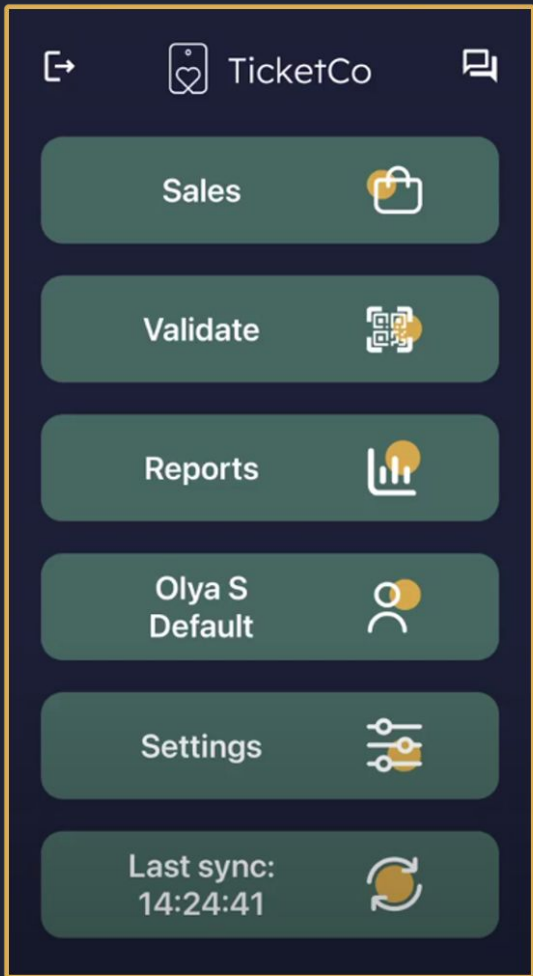 TicketCo
Sales
Validate
Reports
Olya S
Default
Settings
Last sync:
14:24:41